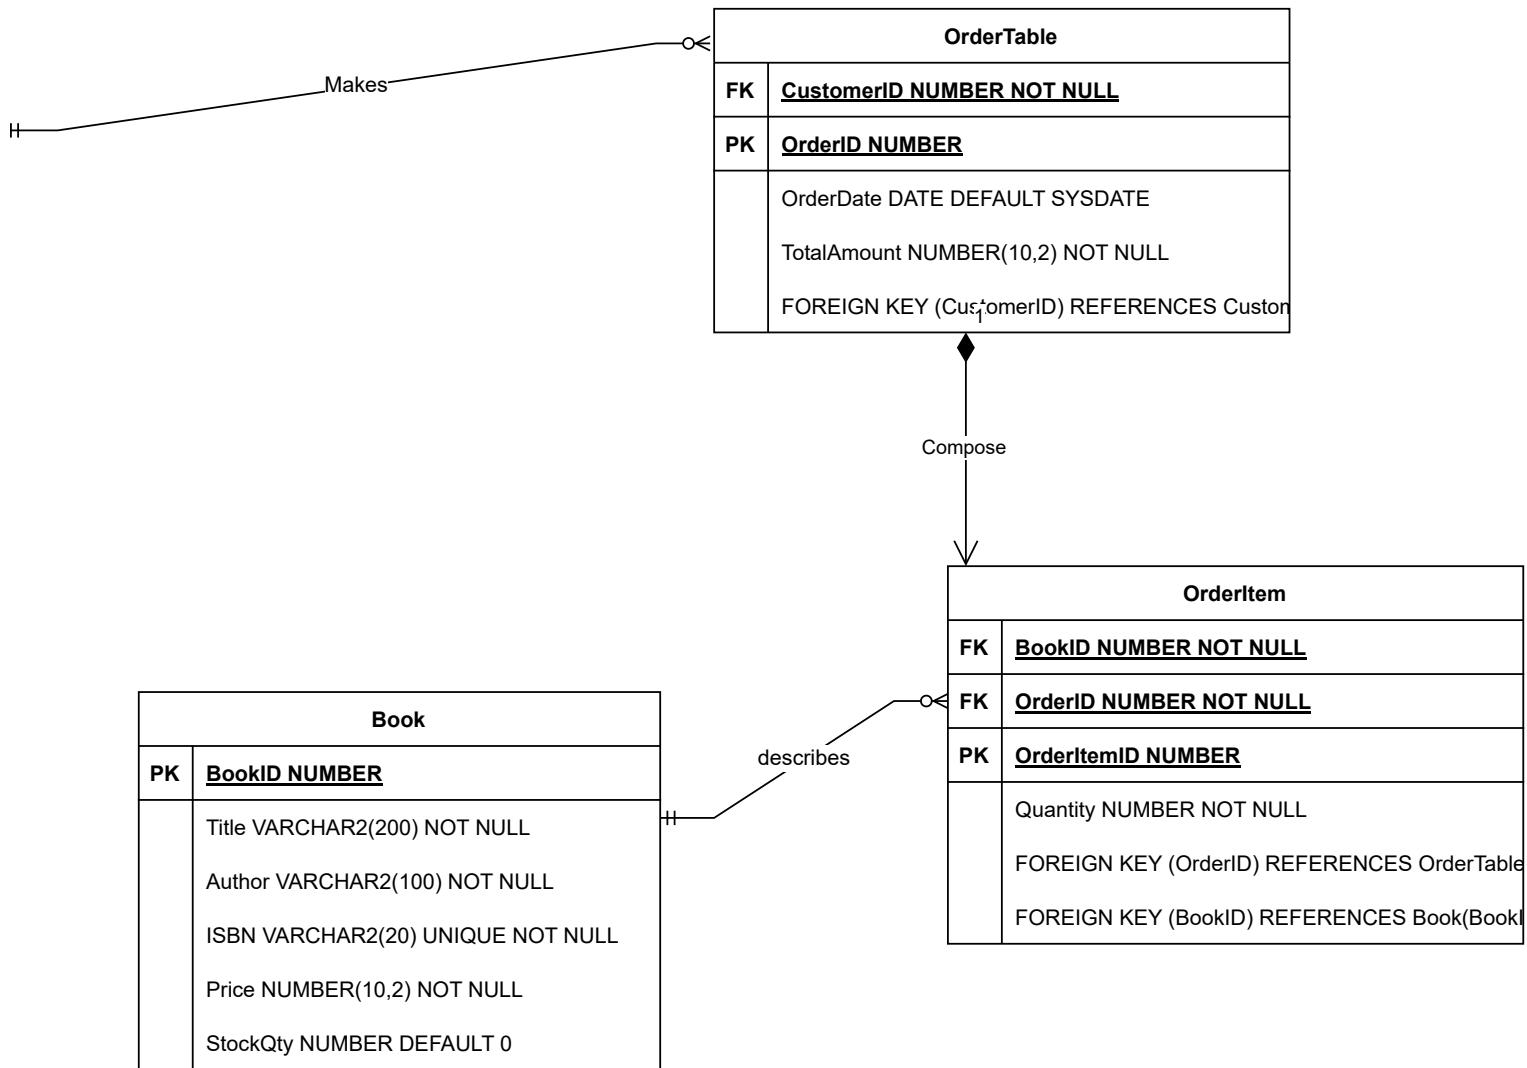 OrderTable
Makes
FK CustomerID NUMBER NOT NULL
PK OrderID NUMBER
OrderDate DATE DEFAULT SYSDATE
TotalAmount NUMBER(10,2) NOT NULL
FOREIGN KEY (CustomerID) REFERENCES Custom
1
Compose
OrderItem
FK BookID NUMBER NOT NULL
FK OrderID NUMBER NOT NULL
PK OrderItemID NUMBER
Quantity NUMBER NOT NULL
FOREIGN KEY (OrderID) REFERENCES OrderTable
FOREIGN KEY (BookID) REFERENCES Book(BookI
describes
Book
PK BookID NUMBER
Title VARCHAR2(200) NOT NULL
Author VARCHAR2(100) NOT NULL
ISBN VARCHAR2(20) UNIQUE NOT NULL
Price NUMBER(10,2) NOT NULL
StockQty NUMBER DEFAULT 0